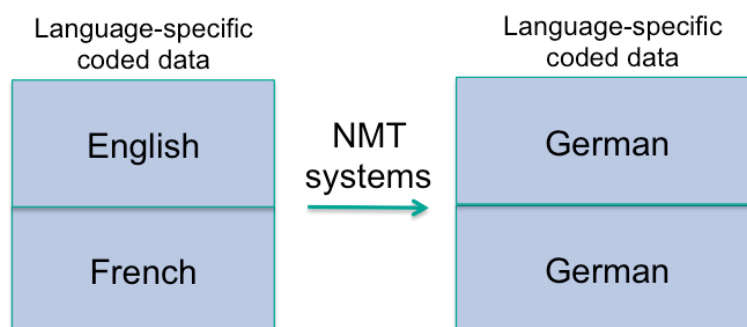 Language-specific
coded data
English
French
NMT
systems
Language-specific
coded data
German
German